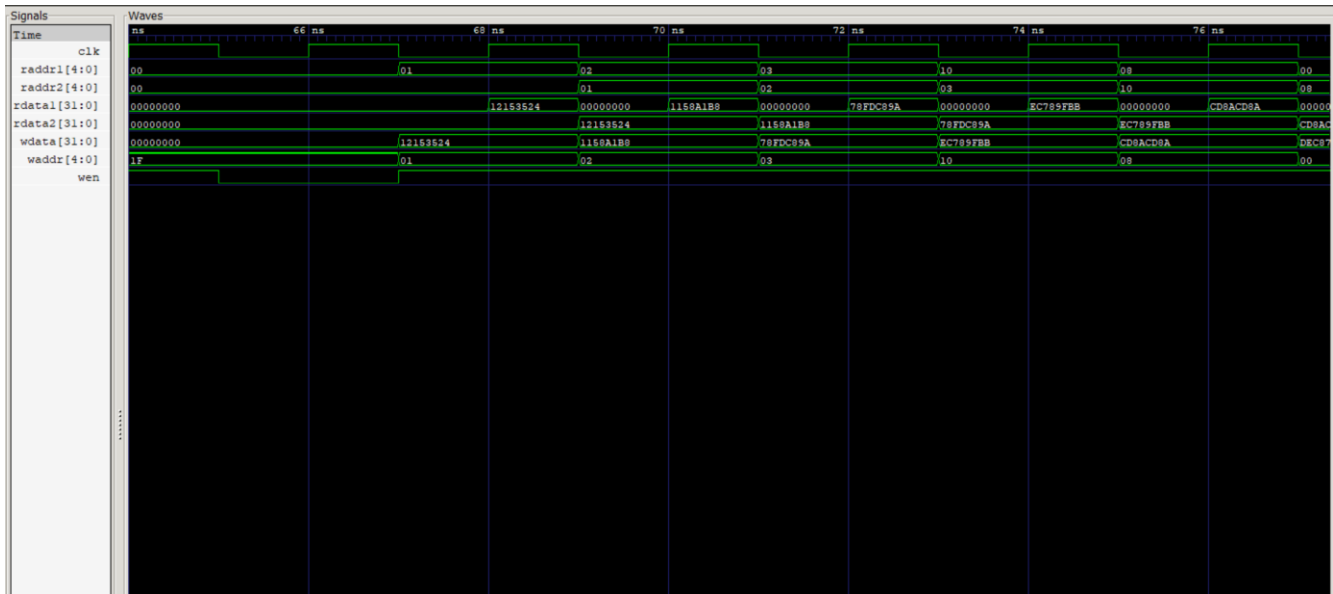 Signals Waves
Time ns 66 ns 68 ns 70 ns 72 ns 74 ns 76 ns
clk
raddr1[4:0] 00 01 02 03 10 08 00
raddr2[4:0] 00 01 02 03 10 08
rdata1[31:0] 00000000 12153524 00000000 1158A1B8 00000000 78FDC89A 00000000 EC789FBB 00000000 CD8ACD8A 00000
rdata2[31:0] 00000000 12153524 1158A1B8 78FDC89A EC789FBB CD8AC
wdata[31:0] 00000000 12153524 1158A1B8 78FDC89A EC789FBB CD8ACD8A DEC87
waddr[4:0] 1F 01 02 03 10 08 00
wen